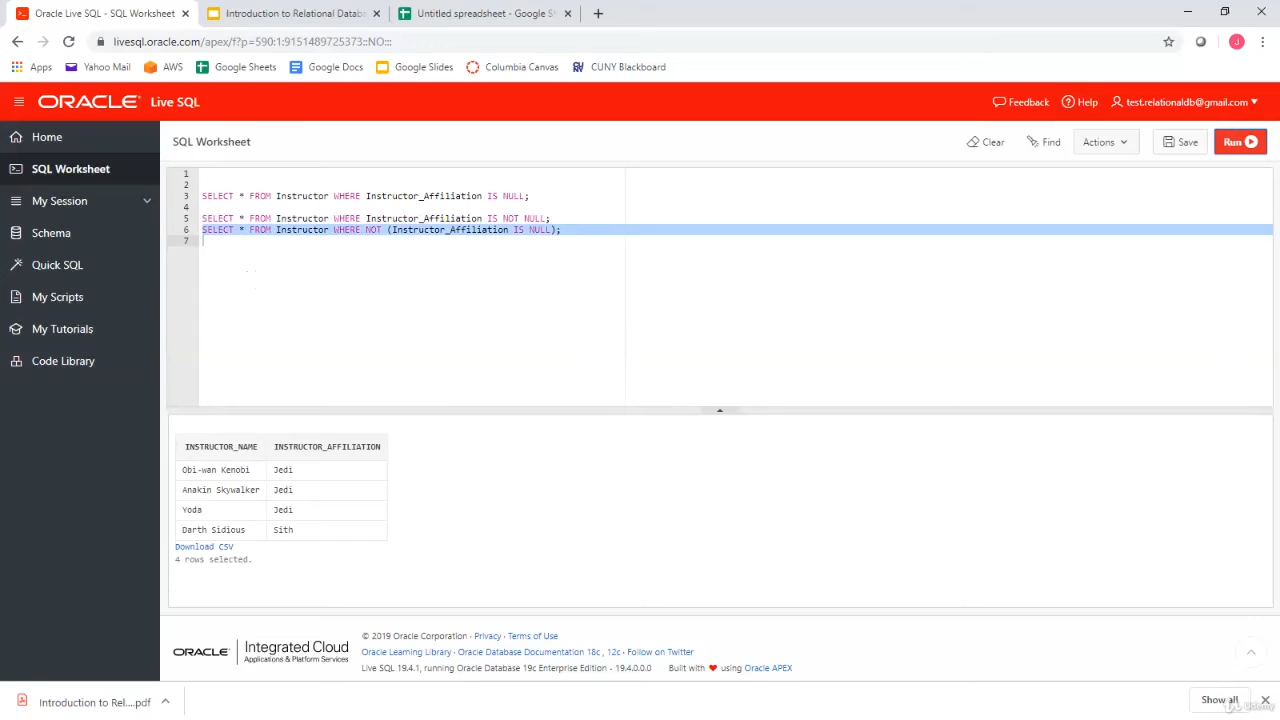 Oracle Live SQL - SQL Worksheet
Introduction to Relational Datab
Untitled spreadsheet - Google S
livesql.oracle.com/apex/f?p=590:1:9151489725373::NO:::
Apps Yahoo Mail AWS Google Sheets Google Docs Google Slides Columbia Canvas CUNY Blackboard
ORACLE Live SQL
Feedback Help test.relationaldb@gmail.com
J
Home
SQL Worksheet
My Session
Schema
Quick SQL
My Scripts
My Tutorials
Code Library
SQL Worksheet
Clear Find Actions Save Run
1
2
3 SELECT * FROM Instructor WHERE Instructor_Affiliation IS NULL;
4
5 SELECT * FROM Instructor WHERE Instructor_Affiliation IS NOT NULL;
6 SELECT * FROM Instructor WHERE NOT (Instructor_Affiliation IS NULL);
7
INSTRUCTOR_NAME INSTRUCTOR_AFFILIATION
Obi-wan Kenobi Jedi
Anakin Skywalker Jedi
Yoda Jedi
Darth Sidious Sith
Download CSV
4 rows selected.
ORACLE
Integrated Cloud
Applications & Platform Services
© 2019 Oracle Corporation · Privacy · Terms of Use
Oracle Learning Library · Oracle Database Documentation 18c , 12c · Follow on Twitter
Live SQL 19.4.1, running Oracle Database 19c Enterprise Edition - 19.4.0.0.0 Built with ♥ using Oracle APEX
Introduction to Rel....pdf
Show all
Udemy